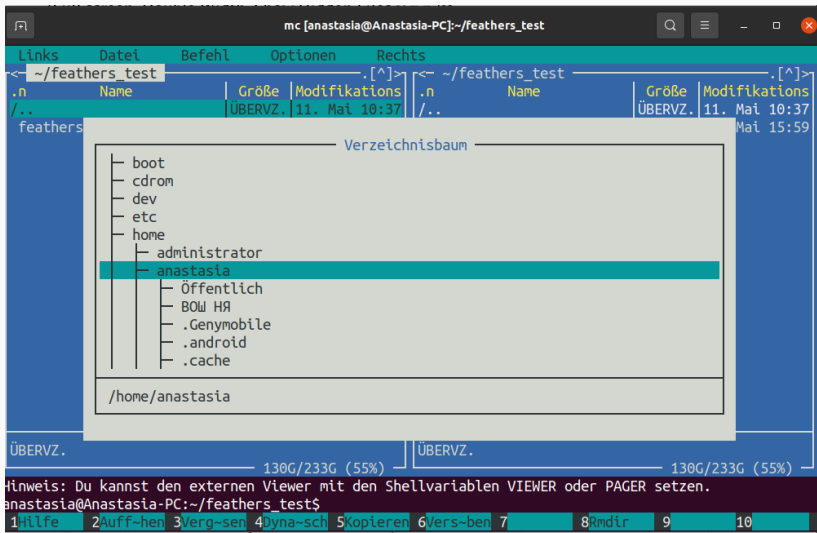 mc [anastasia@Anastasia-PC]:~/feathers_test
Links Datei Befehl Optionen Rechts
<─ ~/feathers_test ─.[^]> <─ ~/feathers_test ─.[^]>
.n Name Größe Modifikations .n Name Größe Modifikations
/.. ÜBERVZ. 11. Mai 10:37 /.. ÜBERVZ. 11. Mai 10:37
feathers Mai 15:59
Verzeichnisbaum
boot
cdrom
dev
etc
home
administrator
anastasia
Öffentlich
ВОШ НЯ
.Genymobile
.android
.cache
/home/anastasia
ÜBERVZ. ÜBERVZ.
130G/233G (55%) 130G/233G (55%)
Hinweis: Du kannst den externen Viewer mit den Shellvariablen VIEWER oder PAGER setzen.
anastasia@Anastasia-PC:~/feathers_test$
1Hilfe 2Auff~hen 3Verg~sen 4Dyna~sch 5Kopieren 6Vers~ben 7 8Rmdir 9 10